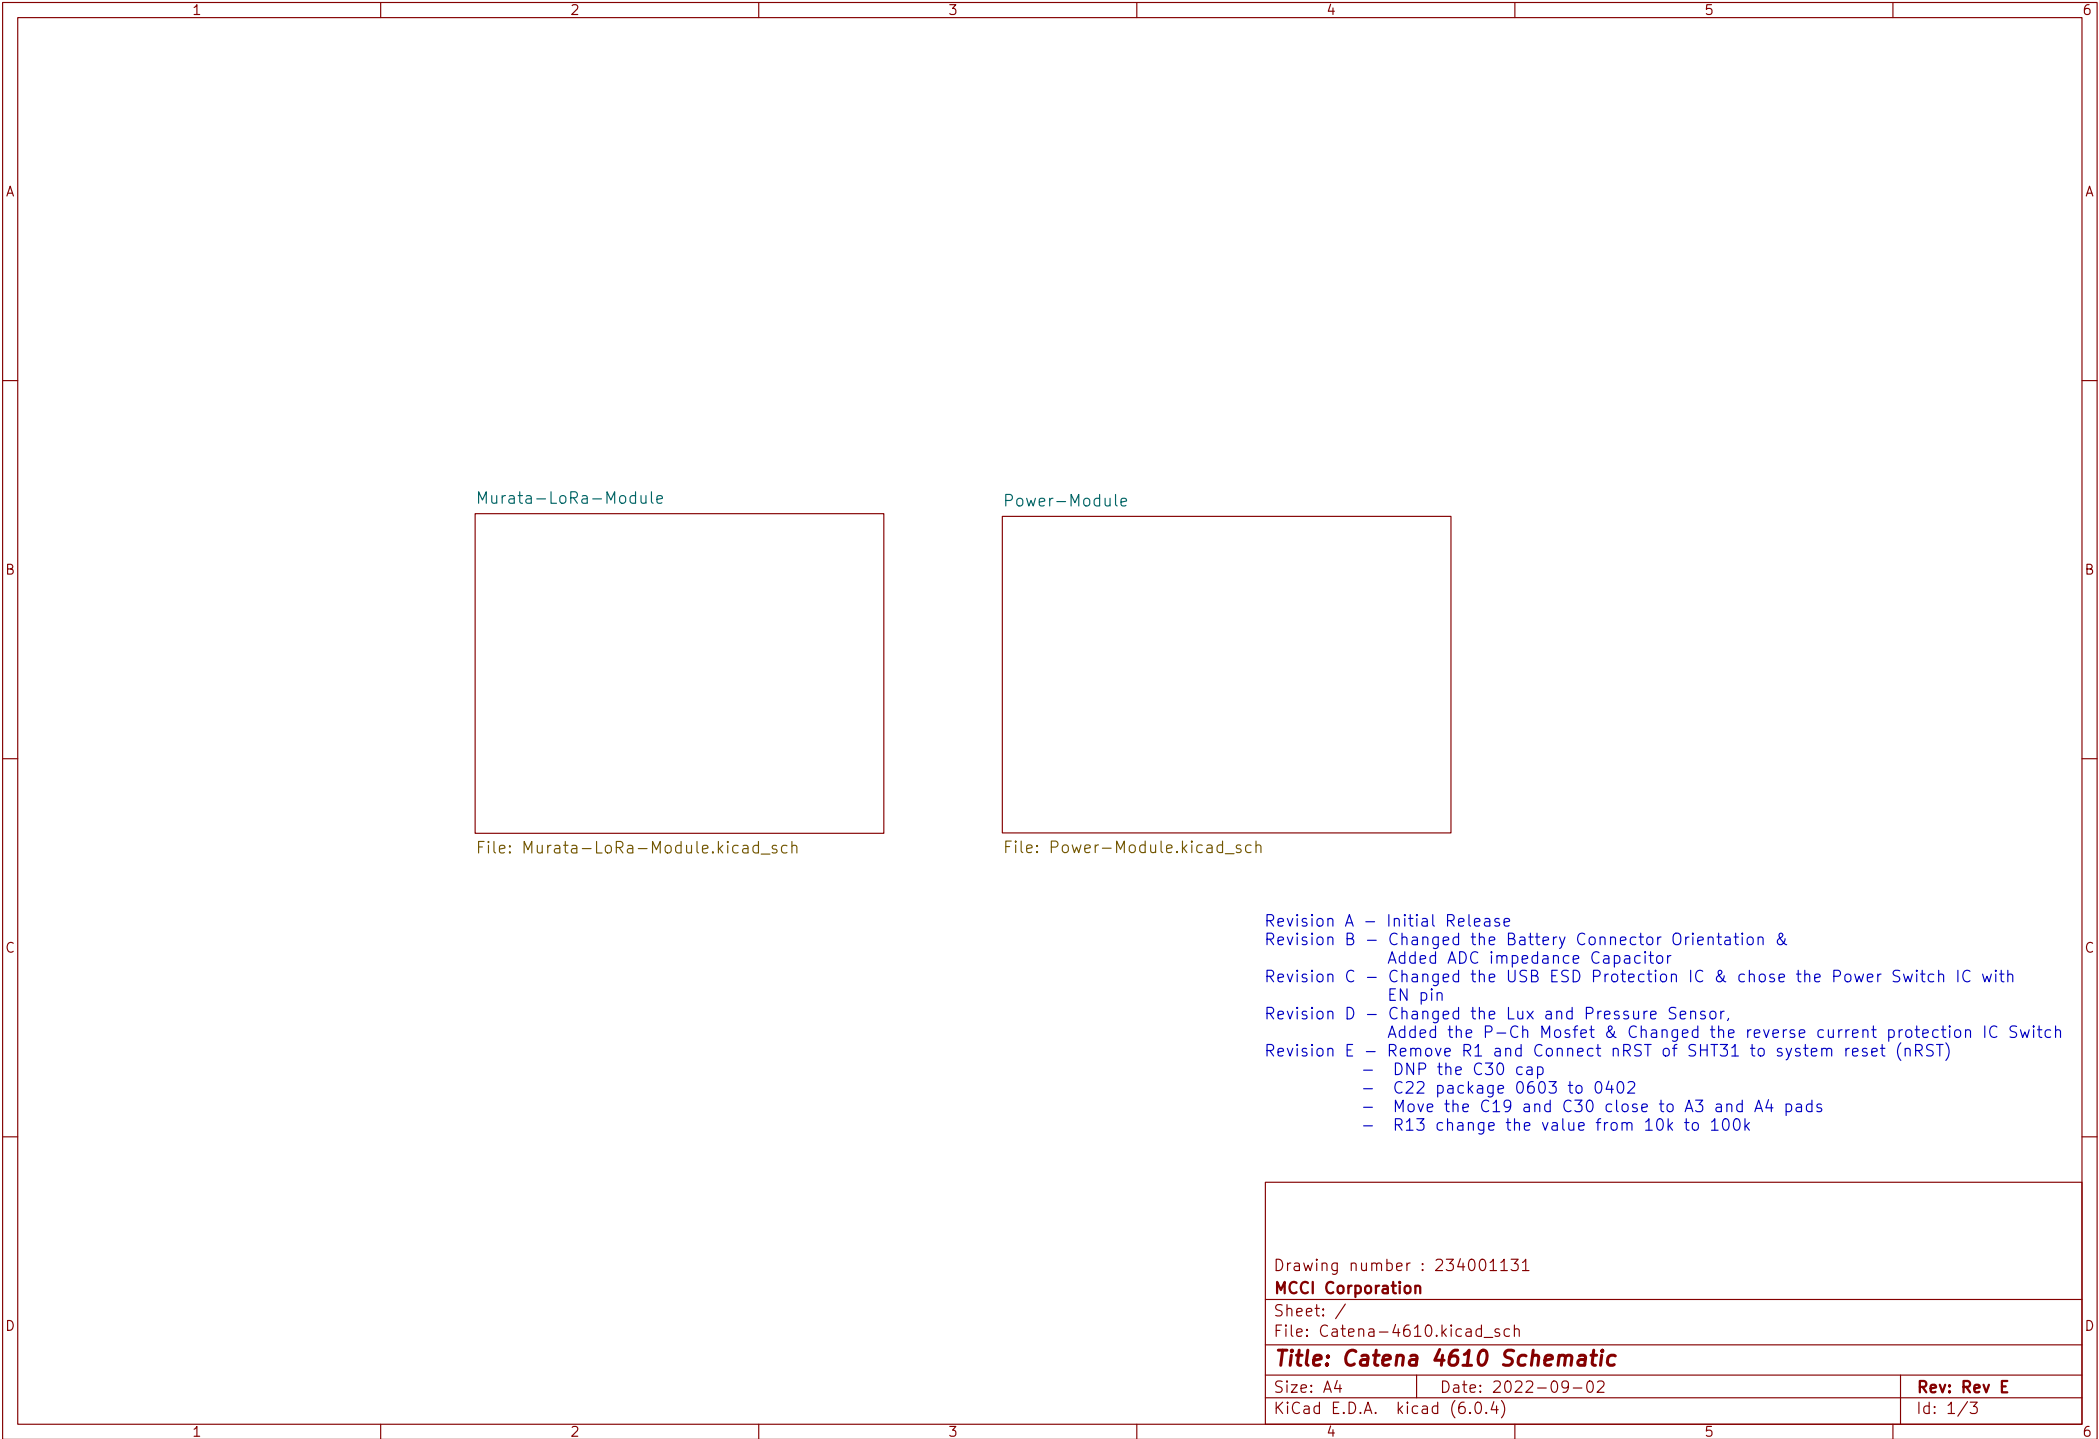 1 2 3 4 5 6
A A
Murata-LoRa-Module
Power-Module
B B
File: Murata-LoRa-Module.kicad_sch
File: Power-Module.kicad_sch
Revision A - Initial Release
Revision B - Changed the Battery Connector Orientation &
Added ADC impedance Capacitor
C C
Revision C - Changed the USB ESD Protection IC & chose the Power Switch IC with
EN pin
Revision D - Changed the Lux and Pressure Sensor,
Added the P-Ch Mosfet & Changed the reverse current protection IC Switch
Revision E - Remove R1 and Connect nRST of SHT31 to system reset (nRST)
- DNP the C30 cap
- C22 package 0603 to 0402
- Move the C19 and C30 close to A3 and A4 pads
- R13 change the value from 10k to 100k
Drawing number : 234001131
MCCI Corporation
Sheet: /
D D
File: Catena-4610.kicad_sch
Title: Catena 4610 Schematic
Size: A4 Date: 2022-09-02 Rev: Rev E
KiCad E.D.A. kicad (6.0.4) Id: 1/3
1 2 3 4 5 6